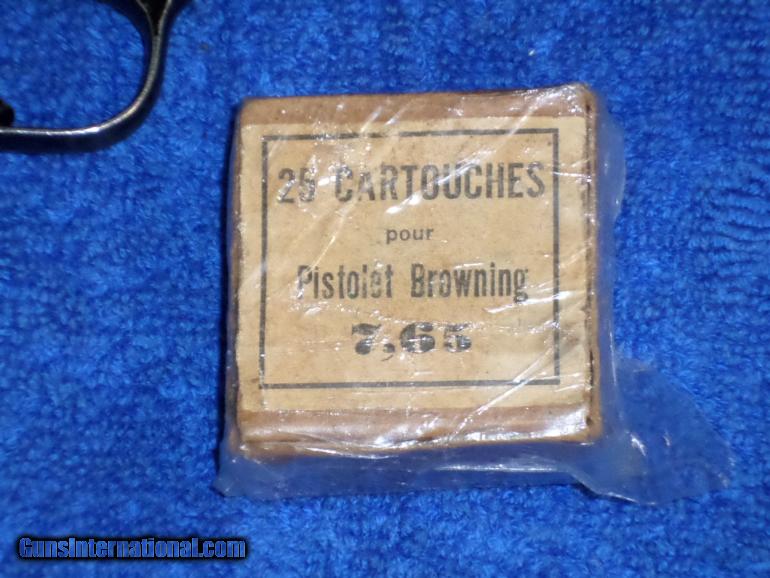 25 CARTOUCHES
pour
Pistolet Browning
7,65
GunsInternational.com